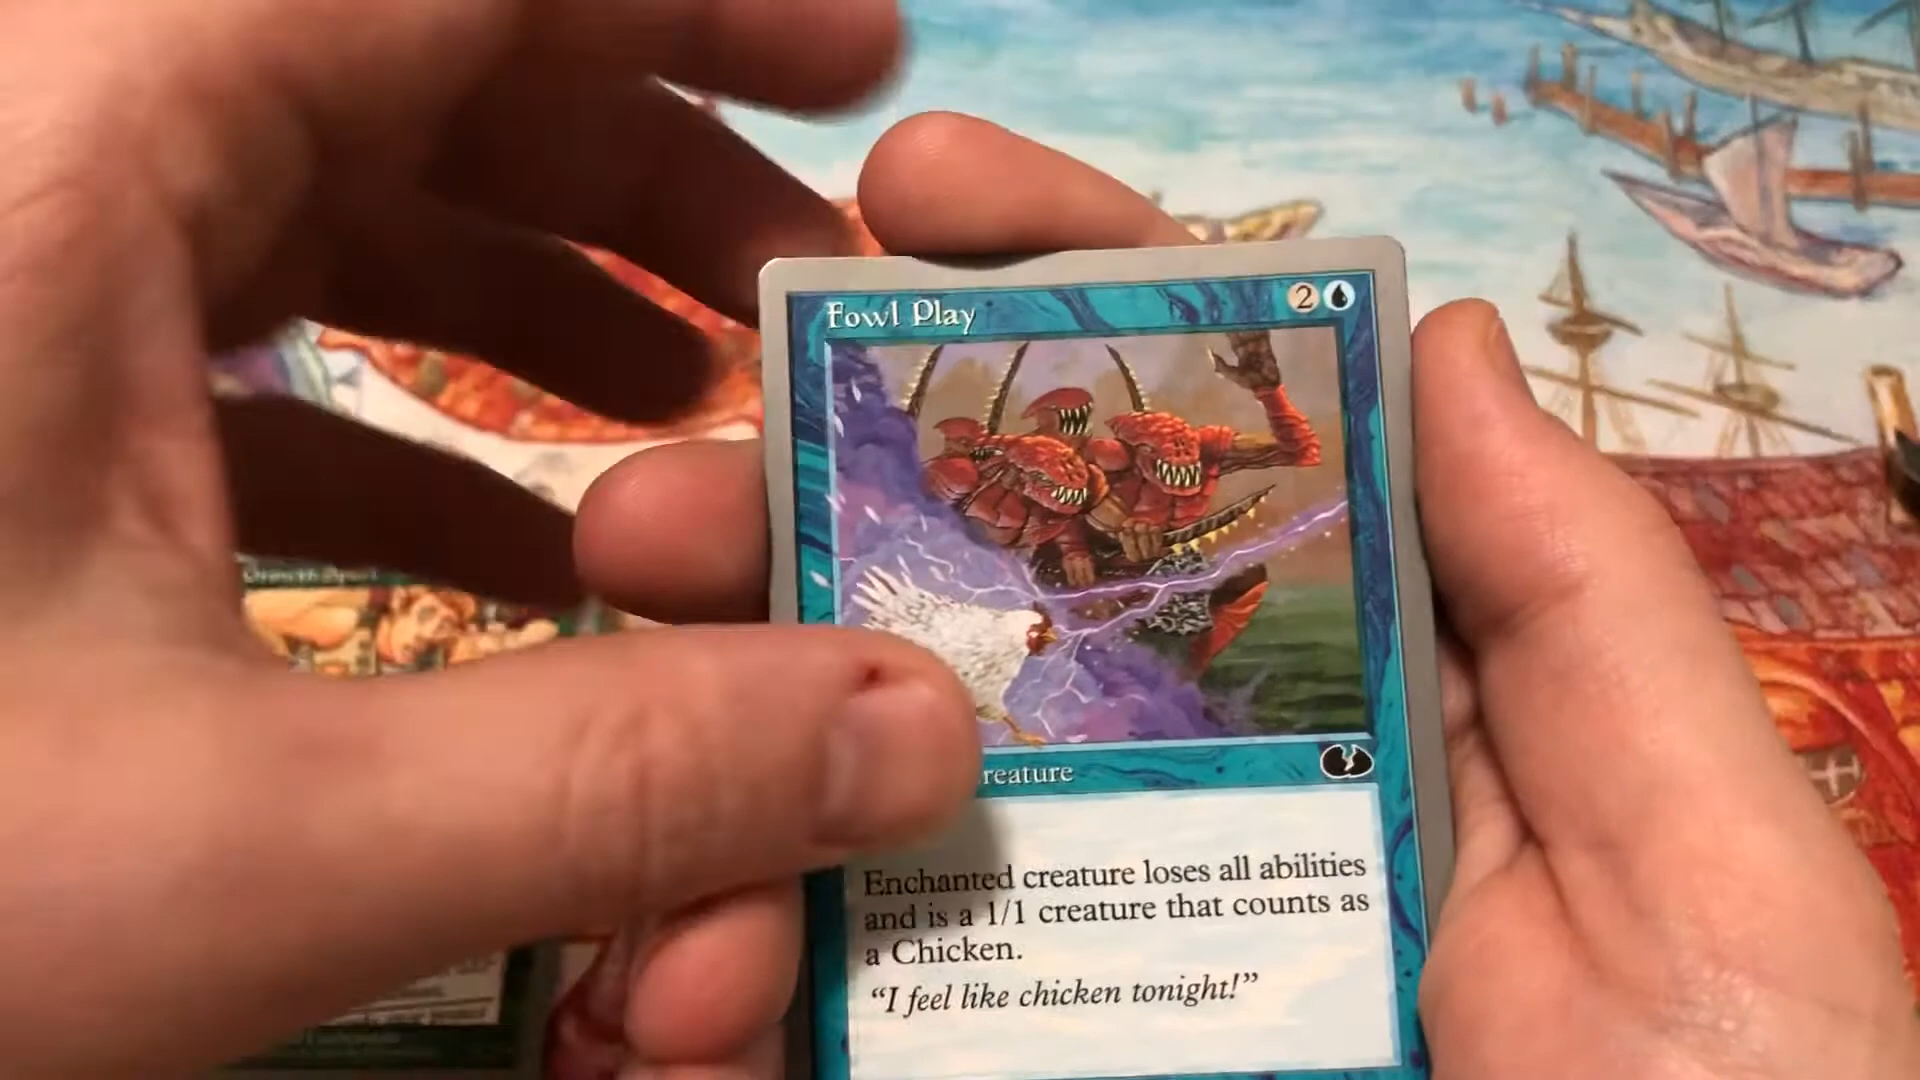 Fowl Play 2
reature
Enchanted creature loses all abilities
and is a 1/1 creature that counts as
a Chicken.
“I feel like chicken tonight!”